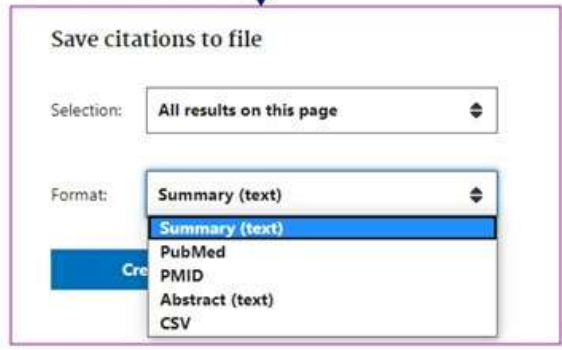 Save citations to file
Selection: All results on this page
Format: Summary (text)
Summary (text)
PubMed
Cre PMID
Abstract (text)
CSV